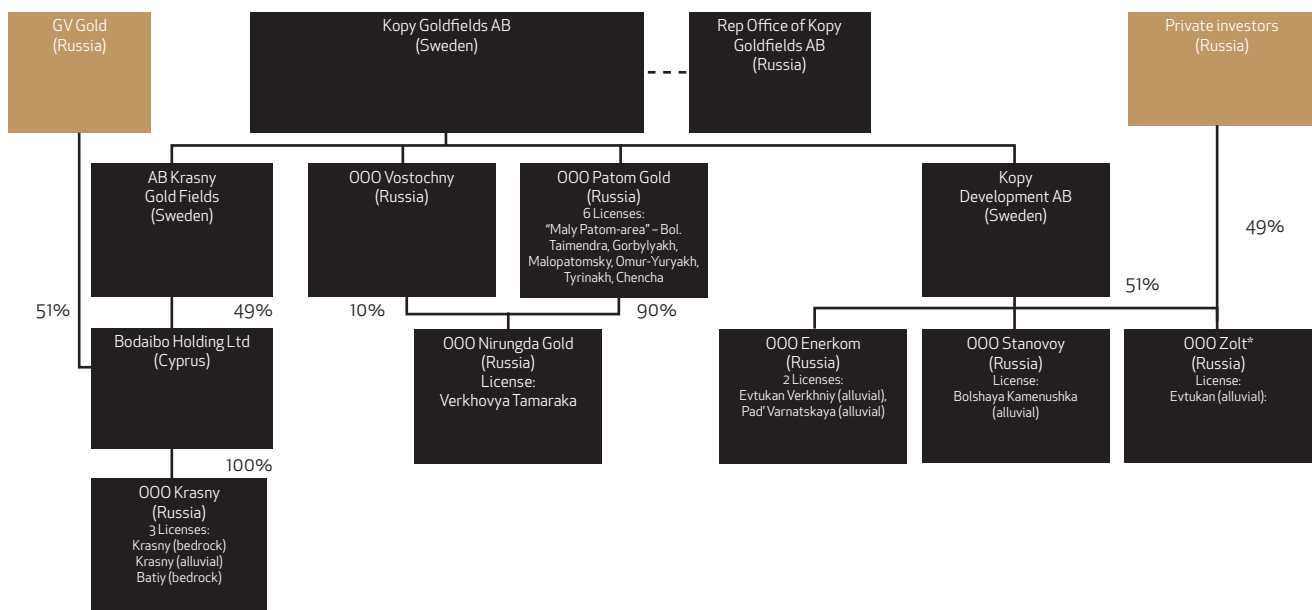 GV Gold
(Russia)
Kopy Goldfields AB
(Sweden)
Rep Office of Kopy
Goldfields AB
(Russia)
Private investors
(Russia)
AB Krasny
Gold Fields
(Sweden)
OOO Vostochny
(Russia)
OOO Patom Gold
(Russia)
6 Licenses:
“Maly Patom-area” – Bol.
Taimendra, Gorbylyakh,
Malopatomsky, Omur-Yuryakh,
Tyrinakh, Chencha
Kopy
Development AB
(Sweden)
49%
51%
49%
10%
90%
51%
Bodaibo Holding Ltd
(Cyprus)
OOO Nirungda Gold
(Russia)
License:
Verkhovya Tamaraka
OOO Enerkom
(Russia)
2 Licenses:
Evtukan Verkhniy (alluvial),
Pad’ Varnatskaya (alluvial)
OOO Stanovoy
(Russia)
License:
Bolshaya Kamenushka
(alluvial)
OOO Zolt*
(Russia)
License:
Evtukan (alluvial):
100%
OOO Krasny
(Russia)
3 Licenses:
Krasny (bedrock)
Krasny (alluvial)
Batiy (bedrock)